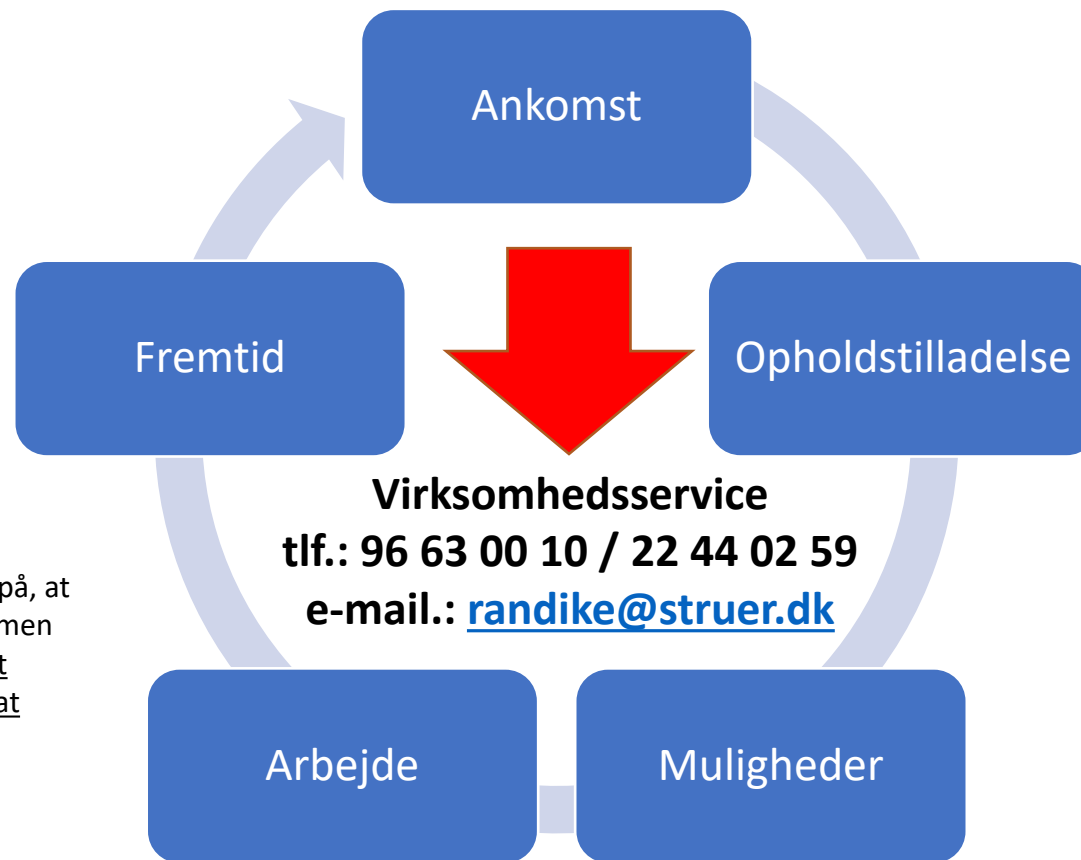 Ankomst
Fremtid
Opholdstilladelse
Virksomhedsservice
tlf.: 96 63 00 10 / 22 44 02 59
e-mail.: randike@struer.dk
på, at
men
t
at
Arbejde
Muligheder